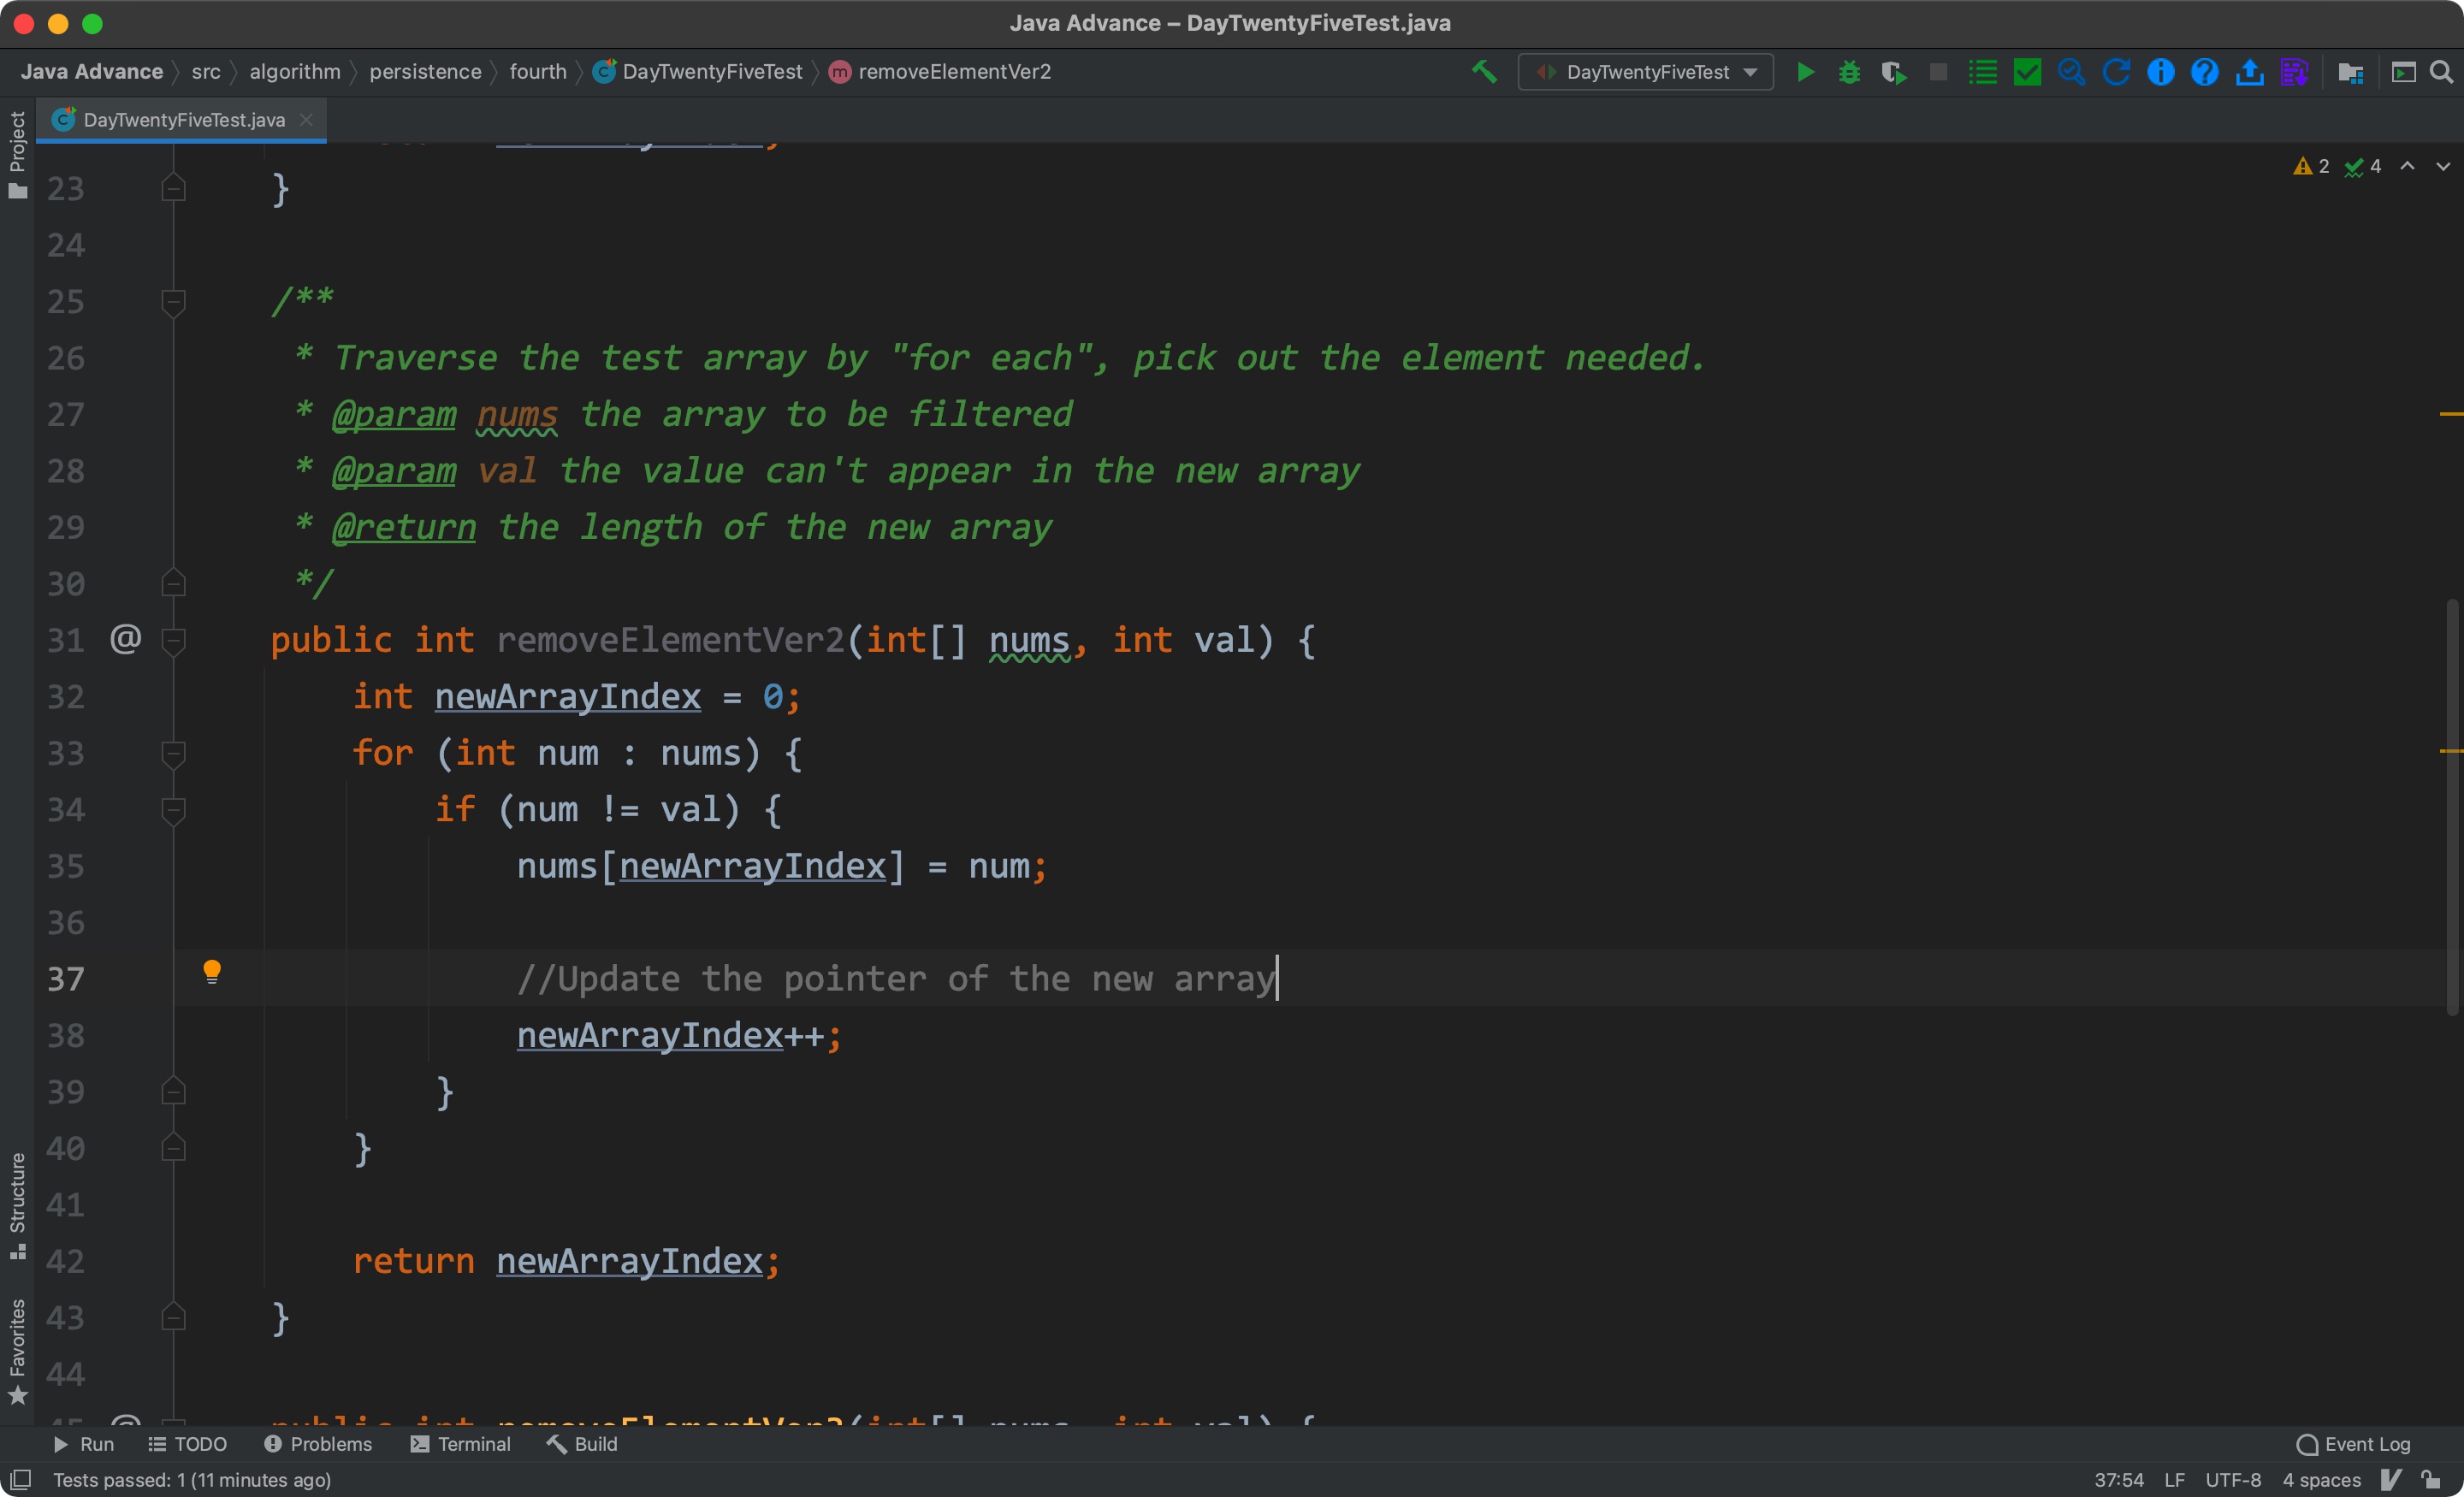 Java Advance – DayTwentyFiveTest.java
Java Advance src algorithm persistence fourth DayTwentyFiveTest removeElementVer2 DayTwentyFiveTest
DayTwentyFiveTest.java
Project
2 4
23 }
24
25 /**
26 * Traverse the test array by "for each", pick out the element needed.
27 * @param nums the array to be filtered
28 * @param val the value can't appear in the new array
29 * @return the length of the new array
30 */
31 @ public int removeElementVer2(int[] nums, int val) {
32 int newArrayIndex = 0;
33 for (int num : nums) {
34 if (num != val) {
35 nums[newArrayIndex] = num;
36
37 //Update the pointer of the new array
38 newArrayIndex++;
39 }
40 }
41
42 return newArrayIndex;
43 }
44
Structure
Favorites
Run TODO Problems Terminal Build Event Log
Tests passed: 1 (11 minutes ago) 37:54 LF UTF-8 4 spaces